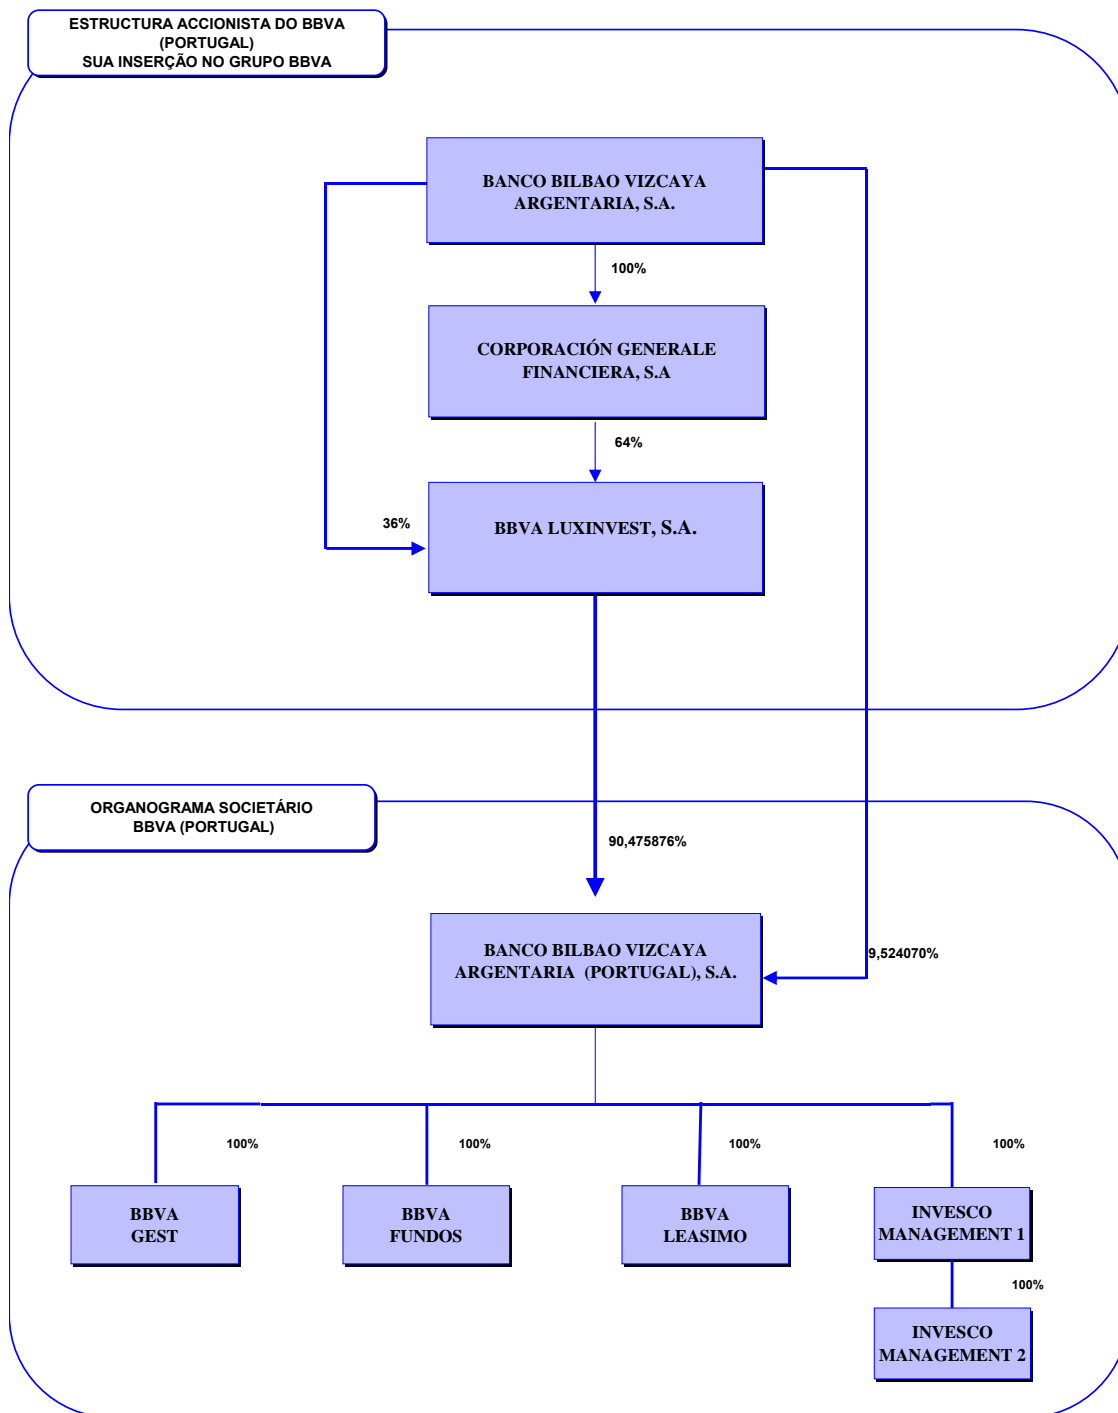 ESTRUCTURA ACCIONISTA DO BBVA
(PORTUGAL)
SUA INSERÇÃO NO GRUPO BBVA
BANCO BILBAO VIZCAYA
ARGENTARIA, S.A.
100%
CORPORACIÓN GENERALE
FINANCIERA, S.A
64%
36%
BBVA LUXINVEST, S.A.
ORGANOGRAMA SOCIETÁRIO
BBVA (PORTUGAL)
90,475876%
BANCO BILBAO VIZCAYA
ARGENTARIA (PORTUGAL), S.A.
9,524070%
100%
100%
100%
100%
BBVA
GEST
BBVA
FUNDOS
BBVA
LEASIMO
INVESCO
MANAGEMENT 1
100%
INVESCO
MANAGEMENT 2